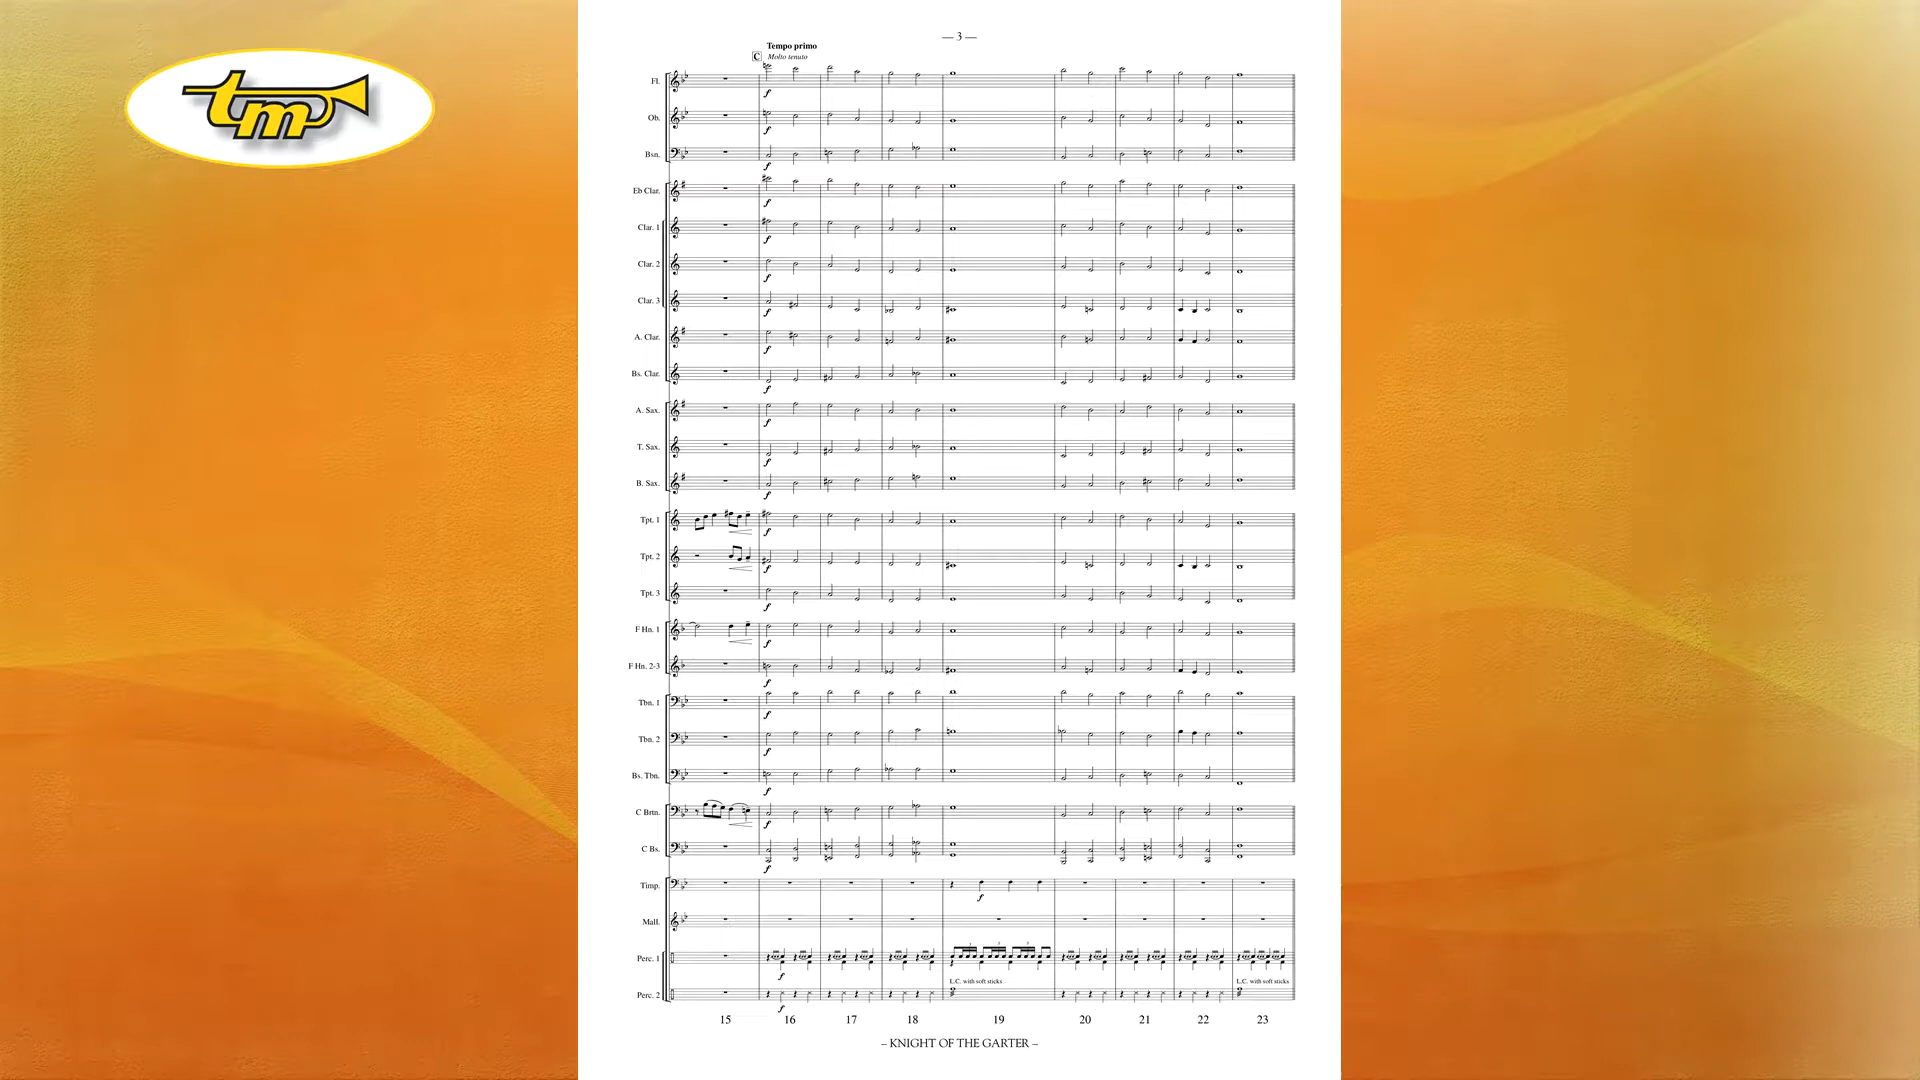 tm
— 3 —
Tempo primo
C Molto tenuto
Fl.
f
Ob.
f
Bsn.
f
Eb Clar.
f
Clar. 1
f
Clar. 2
f
Clar. 3
f
A. Clar.
f
Bs. Clar.
f
A. Sax.
f
T. Sax.
f
B. Sax.
f
Tpt. 1
f
Tpt. 2
f
Tpt. 3
f
F Hn. 1
f
F Hn. 2-3
f
Tbn. 1
f
Tbn. 2
f
Bs. Tbn.
f
C Brtn.
f
C Bs.
f
Timp.
f
Mall.
3 3 3
Perc. 1
f
L.C. with soft sticks L.C. with soft sticks
Perc. 2
f
15 16 17 18 19 20 21 22 23
– KNIGHT OF THE GARTER –